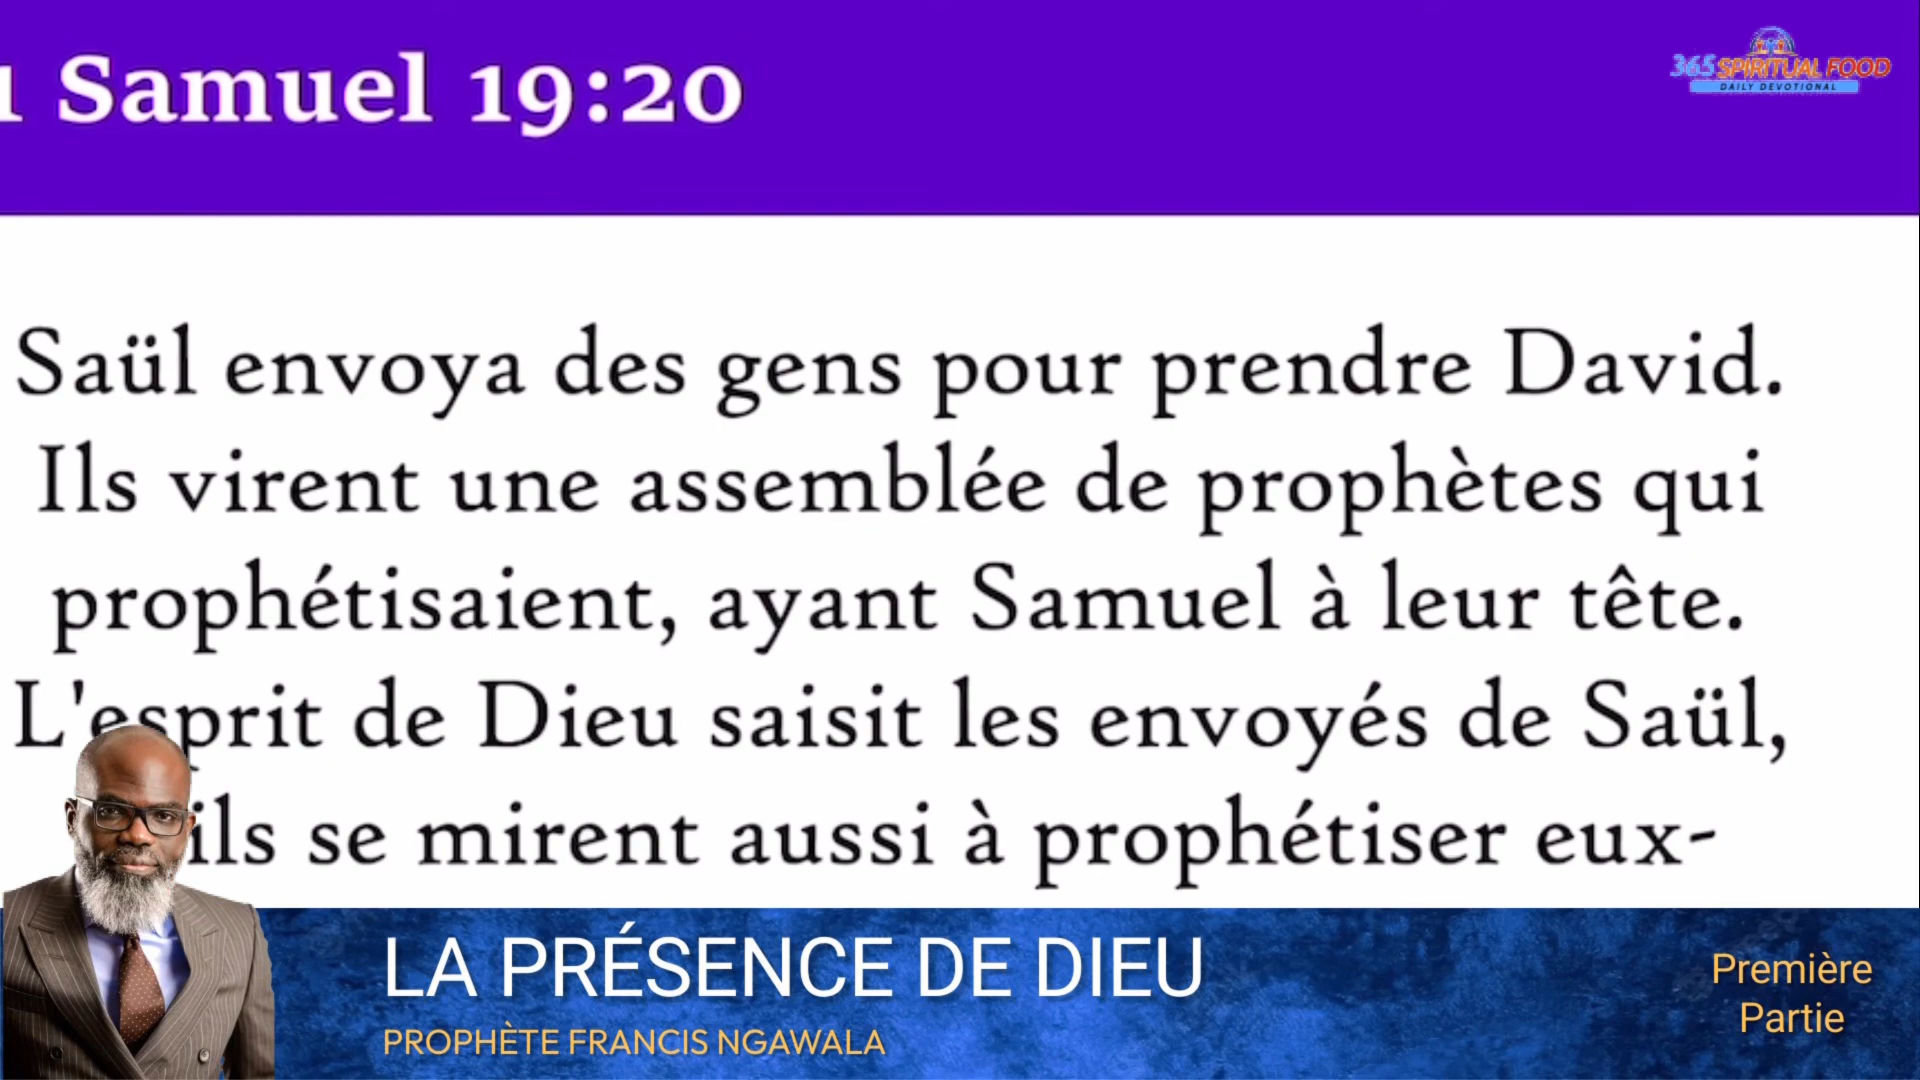 1 Samuel 19:20
365 SPIRITUAL FOOD
DAILY DEVOTIONAL
Saül envoya des gens pour prendre David.
Ils virent une assemblée de prophètes qui
prophétisaient, ayant Samuel à leur tête.
L'esprit de Dieu saisit les envoyés de Saül,
ils se mirent aussi à prophétiser eux-
LA PRÉSENCE DE DIEU
PROPHÈTE FRANCIS NGAWALA
Première
Partie